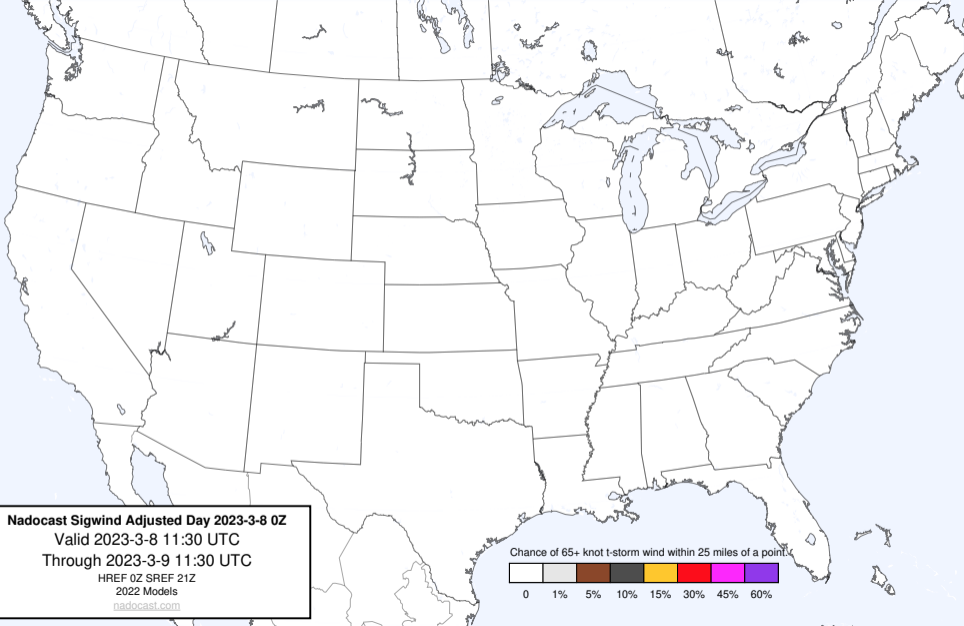 Nadocast Sigwind Adjusted Day 2023-3-8 0Z
Valid 2023-3-8 11:30 UTC
Through 2023-3-9 11:30 UTC
HREF 0Z SREF 21Z
2022 Models
nadocast.com
Chance of 65+ knot t-storm wind within 25 miles of a point.
0 1% 5% 10% 15% 30% 45% 60%